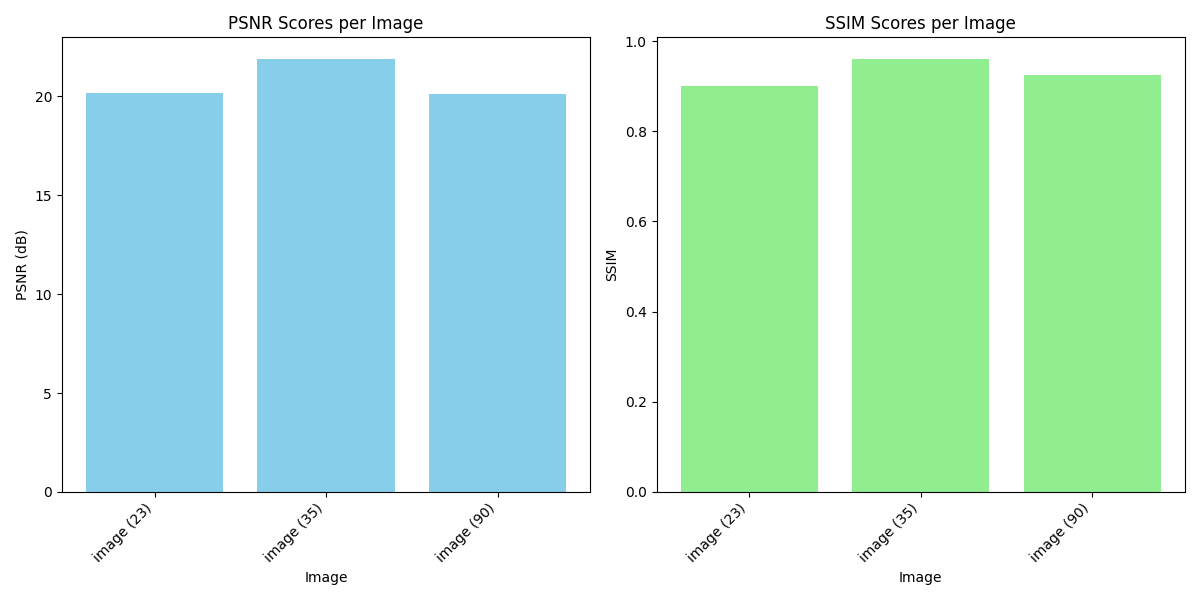 PSNR Scores per Image
PSNR (dB)
20
15
10
5
0
image (23)
image (35)
image (90)
Image
SSIM Scores per Image
SSIM
1.0
0.8
0.6
0.4
0.2
0.0
image (23)
image (35)
image (90)
Image